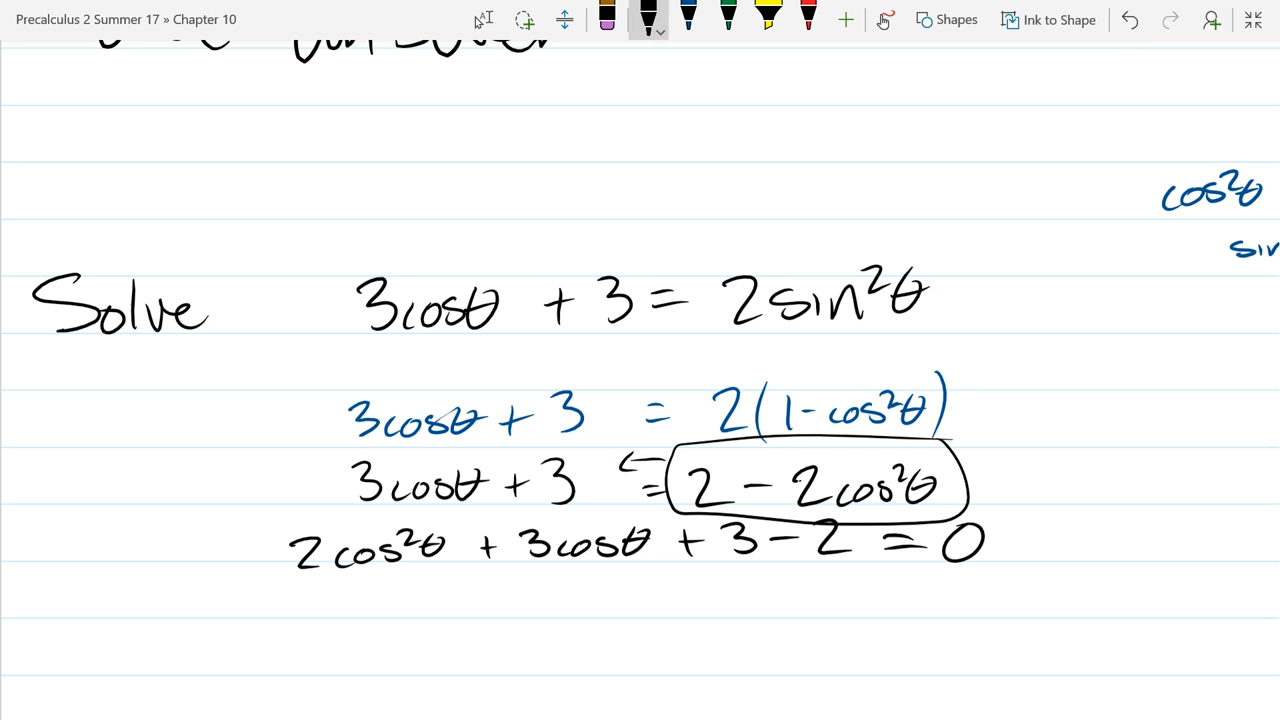 Precalculus 2 Summer 17 » Chapter 10
Shapes
Ink to Shape
cos²θ
sin
Solve 3cosθ + 3 = 2sin²θ
3cosθ + 3 = 2(1-cos²θ)
3cosθ + 3 ← = 2 - 2cos²θ
2cos²θ + 3cosθ + 3 - 2 = 0